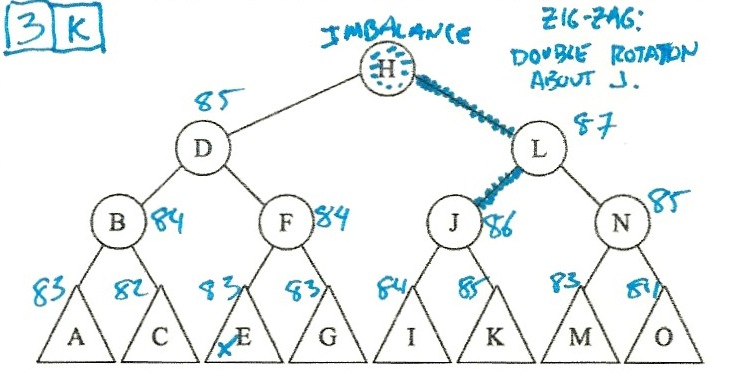 3 K
IMBALANCE
ZIG-ZAG:
DOUBLE ROTATION
ABOUT J.
H
85
87
D
L
B 84
F 84
J 86
N 85
83 82 83 83 84 85 83 84
A C x E G I K M O